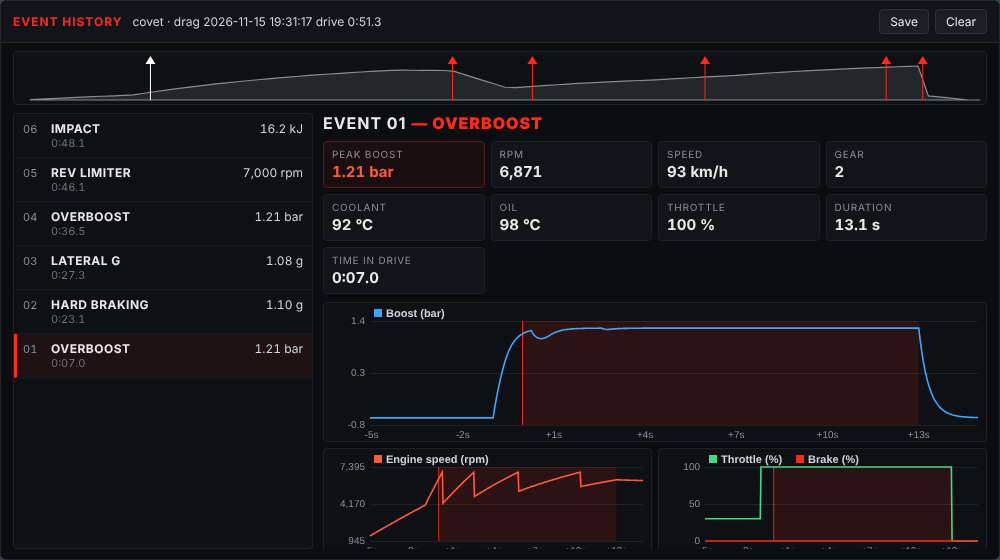 EVENT HISTORY covet · drag 2026-11-15 19:31:17 drive 0:51.3 Save Clear
06 IMPACT 16.2 kJ
0:48.1
05 REV LIMITER 7,000 rpm
0:46.1
04 OVERBOOST 1.21 bar
0:36.5
03 LATERAL G 1.08 g
0:27.3
02 HARD BRAKING 1.10 g
0:23.1
01 OVERBOOST 1.21 bar
0:07.0
EVENT 01 — OVERBOOST
PEAK BOOST
1.21 bar
RPM
6,871
SPEED
93 km/h
GEAR
2
COOLANT
92 °C
OIL
98 °C
THROTTLE
100 %
DURATION
13.1 s
TIME IN DRIVE
0:07.0
Boost (bar)
1.4
0.3
-0.8
-5s -2s +1s +4s +7s +10s +13s
Engine speed (rpm)
7,395
4,170
945
Throttle (%) Brake (%)
100
50
0